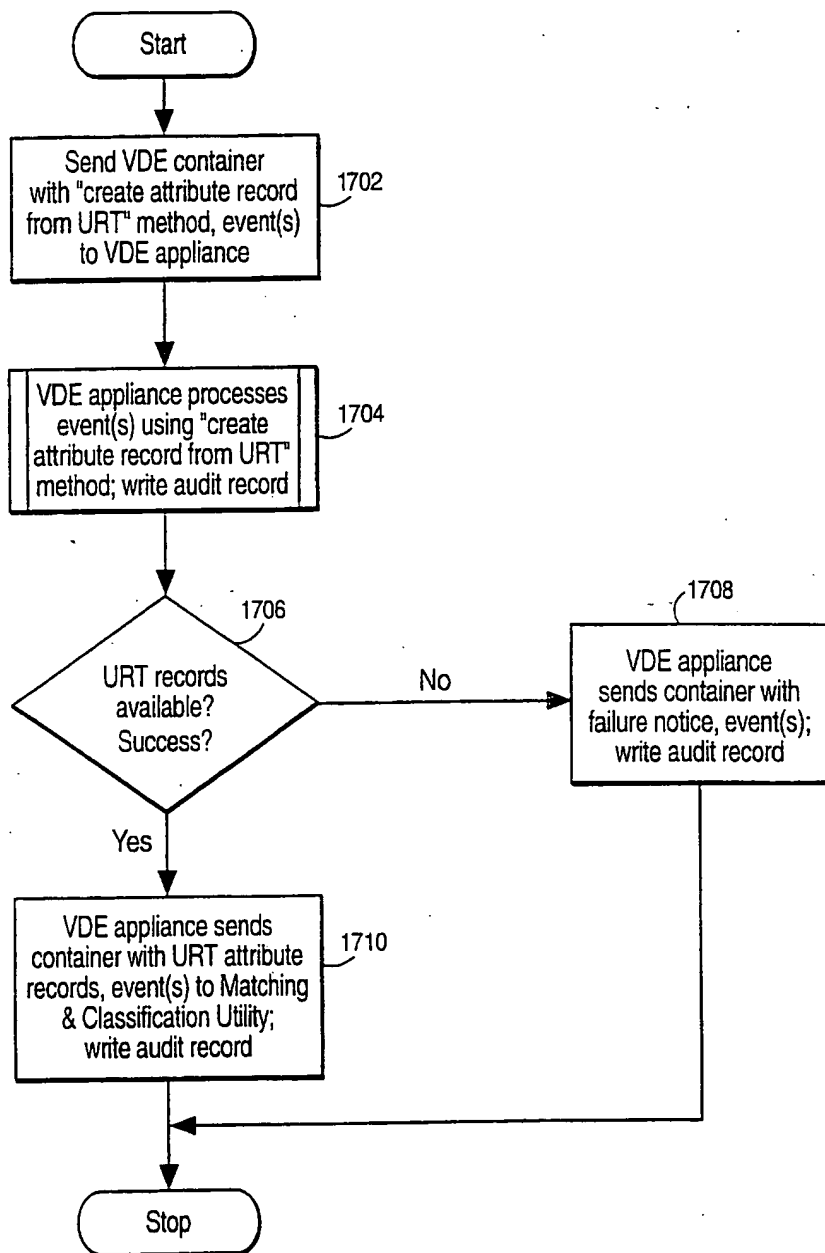 Start
Send VDE container
with "create attribute record
from URT" method, event(s)
to VDE appliance
1702
VDE appliance processes
event(s) using "create
attribute record from URT"
method; write audit record
1704
1706
URT records
available?
Success?
No
1708
VDE appliance
sends container with
failure notice, event(s);
write audit record
Yes
VDE appliance sends
container with URT attribute
records, event(s) to Matching
& Classification Utility;
write audit record
1710
Stop